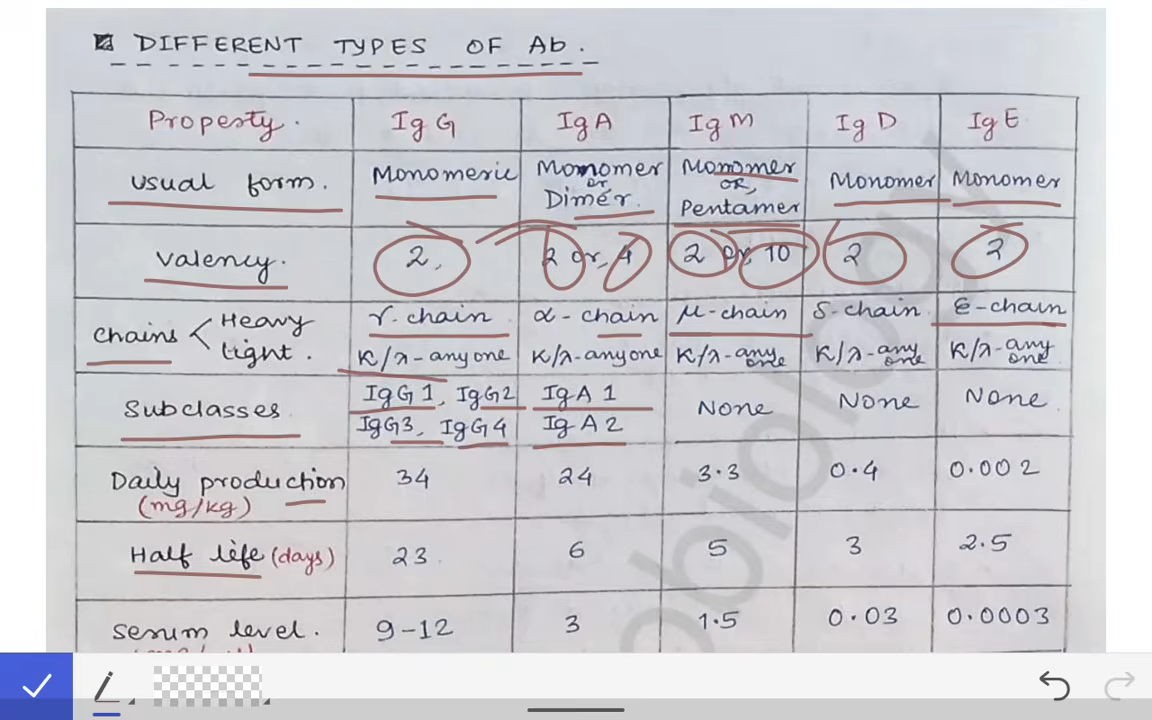 DIFFERENT TYPES OF Ab.
Property. IgG IgA IgM IgD IgE
Usual form. Monomeric Monomer or Dimer. Monomer OR, Pentamer Monomer Monomer
Valency. 2, 2 or, 4 2 or, 10 2 2
Chains < Heavy Light. γ-chain α-chain μ-chain δ-chain. ε-chain
K/λ-anyone K/λ-anyone K/λ-any one K/λ-any one K/λ-any one
Subclasses IgG1, IgG2 IgG3, IgG4 IgA1 IgA2 None None None
Daily production (mg/kg) 34 24 3.3 0.4 0.002
Half life (days) 23. 6 5 3 2.5
Serum level. 9-12 3 1.5 0.03 0.0003